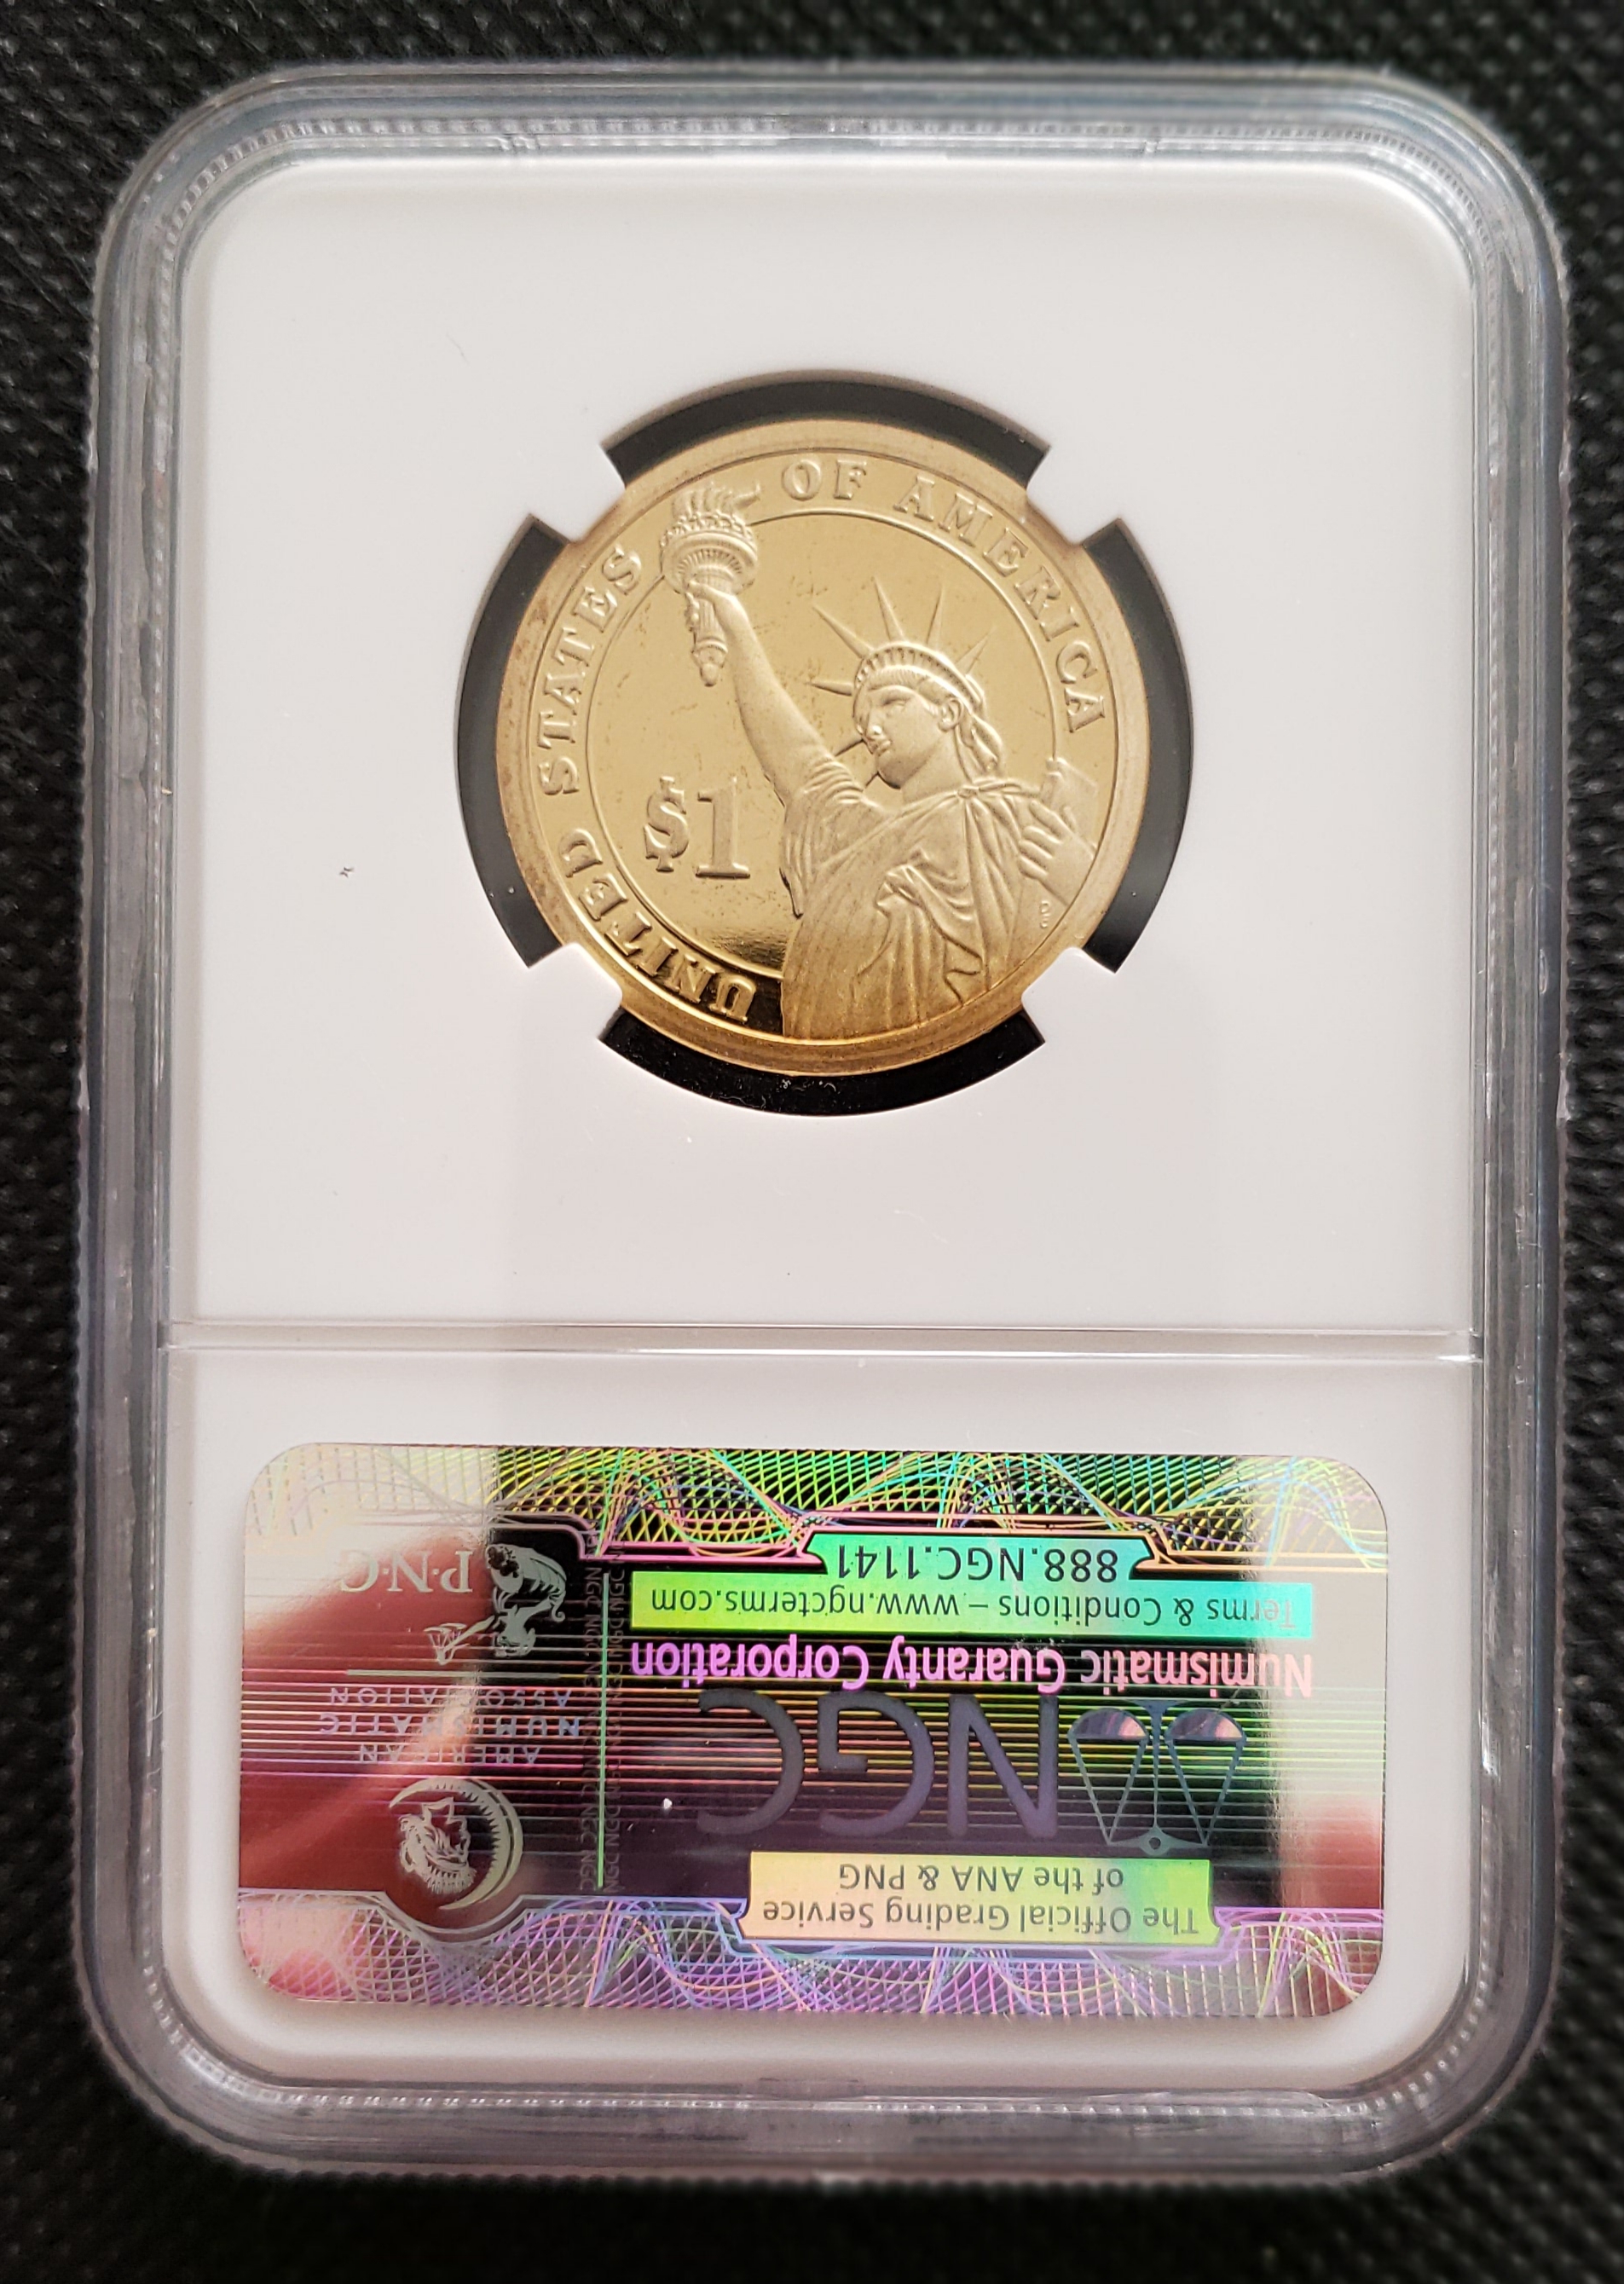 UNITED STATES OF AMERICA
$1
The Official Grading Service
of the ANA & PNG
NGC
Numismatic Guaranty Corporation
Terms & Conditions – www.ngcterms.com
888.NGC.1141
AMERICAN
NUMISMATIC
ASSOCIATION
P·N·G